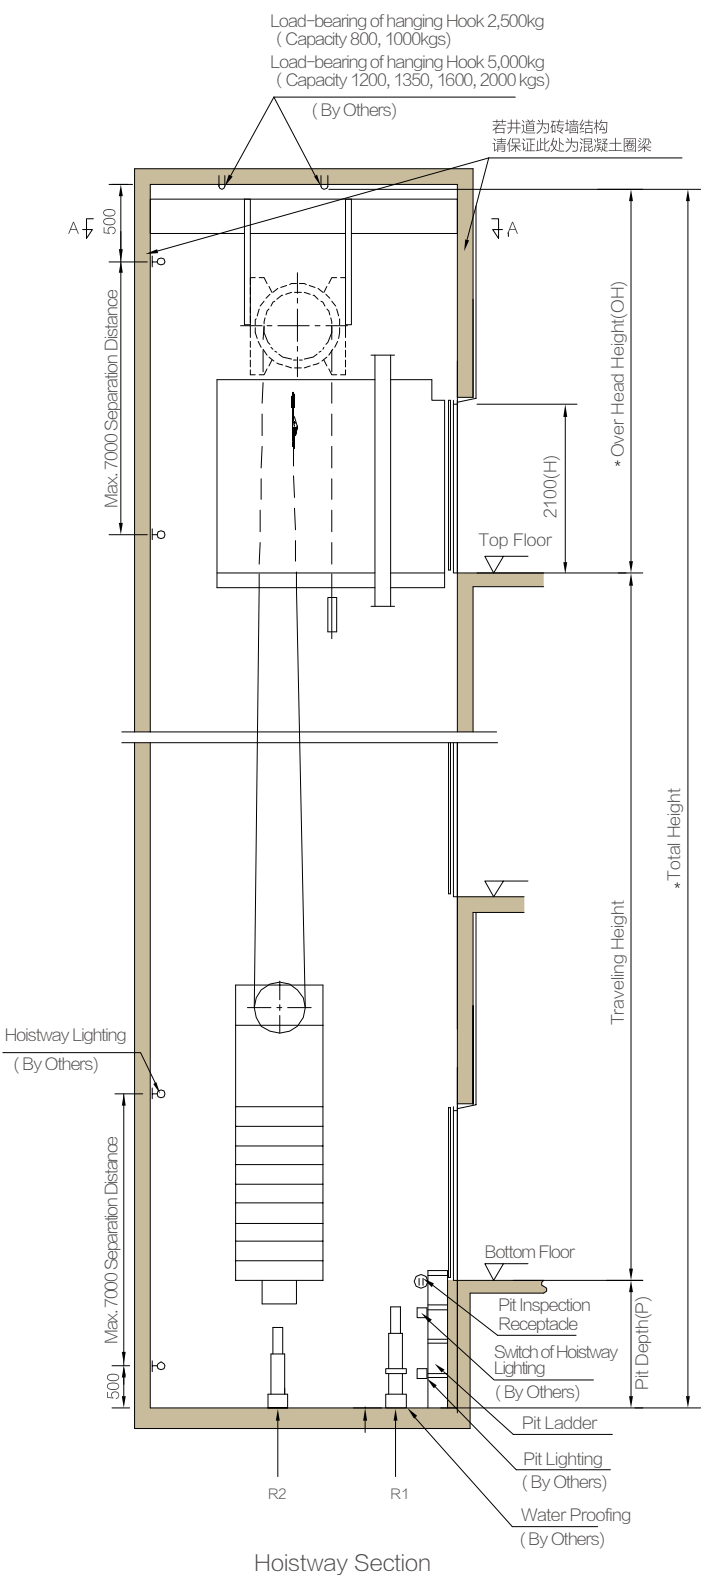 Load-bearing of hanging Hook 2,500kg
( Capacity 800, 1000kgs)
Load-bearing of hanging Hook 5,000kg
( Capacity 1200, 1350, 1600, 2000 kgs)
( By Others)
若井道为砖墙结构
请保证此处为混凝土圈梁
A
500
A
Max. 7000 Separation Distance
* Over Head Height(OH)
2100(H)
Top Floor
* Total Height
Traveling Height
Hoistway Lighting
( By Others)
Max. 7000 Separation Distance
500
Bottom Floor
Pit Inspection
Receptacle
Switch of Hoistway
Lighting
( By Others)
Pit Depth(P)
Pit Ladder
Pit Lighting
( By Others)
R2
R1
Water Proofing
( By Others)
Hoistway Section